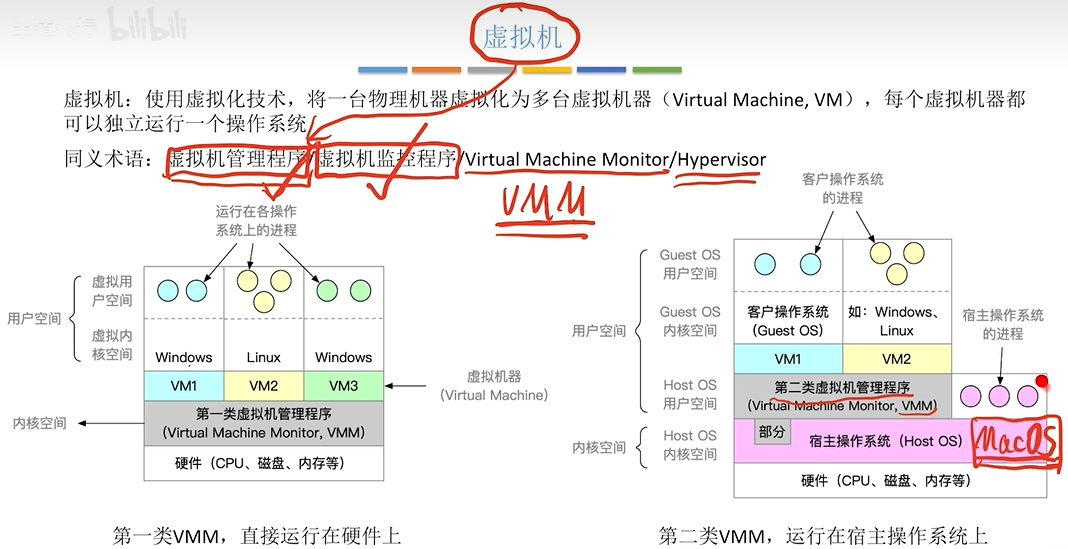 bilibili
虚拟机
虚拟机：使用虚拟化技术，将一台物理机器虚拟化为多台虚拟机器（Virtual Machine, VM），每个虚拟机器都
可以独立运行一个操作系统
同义术语：虚拟机管理程序/虚拟机监控程序/Virtual Machine Monitor/Hypervisor
VMM
运行在各操作
系统上的进程
用户空间
虚拟用
户空间
虚拟内
核空间
Windows Linux Windows
VM1 VM2 VM3
虚拟机器
(Virtual Machine)
内核空间
第一类虚拟机管理程序
(Virtual Machine Monitor, VMM)
硬件（CPU、磁盘、内存等）
第一类VMM，直接运行在硬件上
客户操作系统
的进程
用户空间
Guest OS
用户空间
Guest OS
内核空间
客户操作系统
(Guest OS)
如：Windows、
Linux
宿主操作系统
的进程
VM1 VM2
Host OS
用户空间
第二类虚拟机管理程序
(Virtual Machine Monitor, VMM)
内核空间
Host OS
内核空间
部分
宿主操作系统（Host OS）
MacOS
硬件（CPU、磁盘、内存等）
第二类VMM，运行在宿主操作系统上